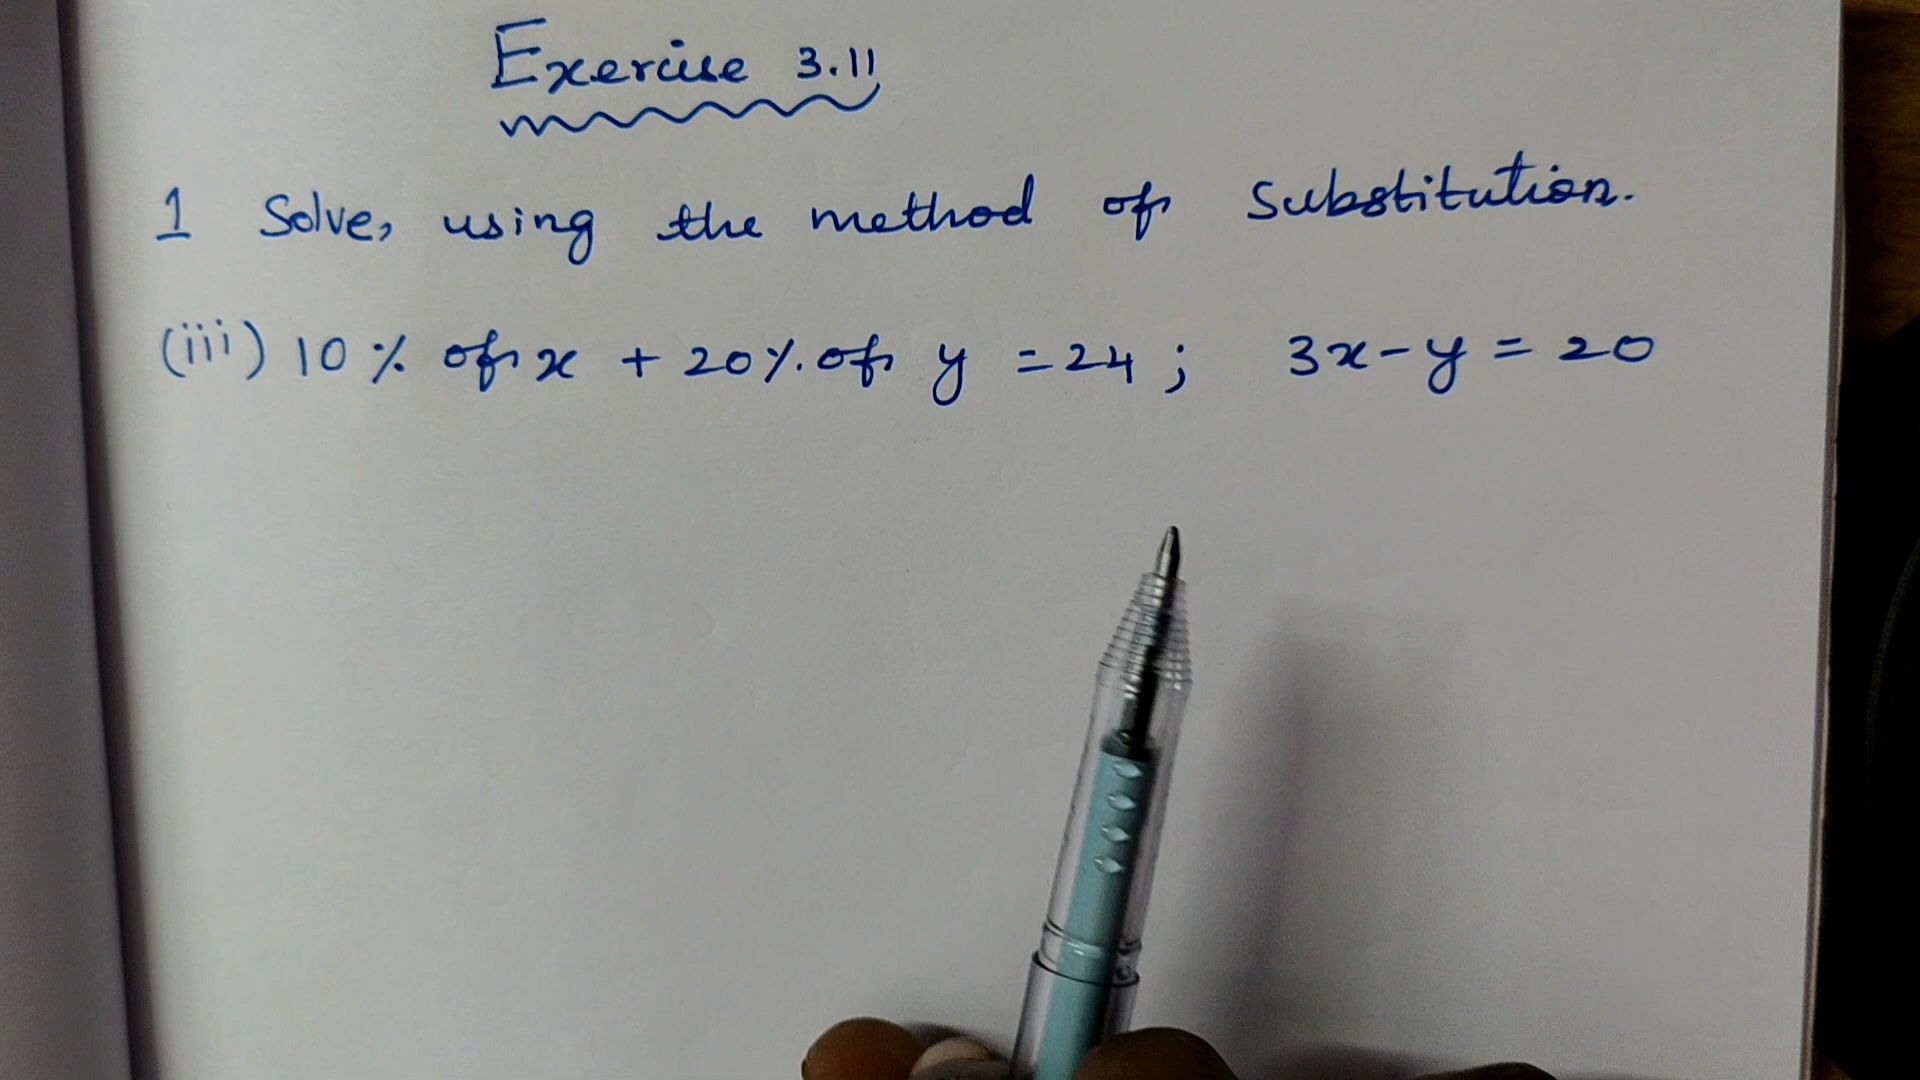 Exercise 3.11
1 Solve, using the method of substitution.
(iii) 10% of x + 20% of y = 24 ; 3x - y = 20